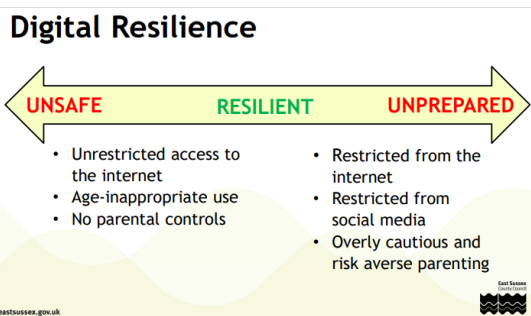 Digital Resilience
UNSAFE RESILIENT UNPREPARED
• Unrestricted access to
the internet
• Age-inappropriate use
• No parental controls
• Restricted from the
internet
• Restricted from
social media
• Overly cautious and
risk averse parenting
eastsussex.gov.uk
East Sussex
County Council